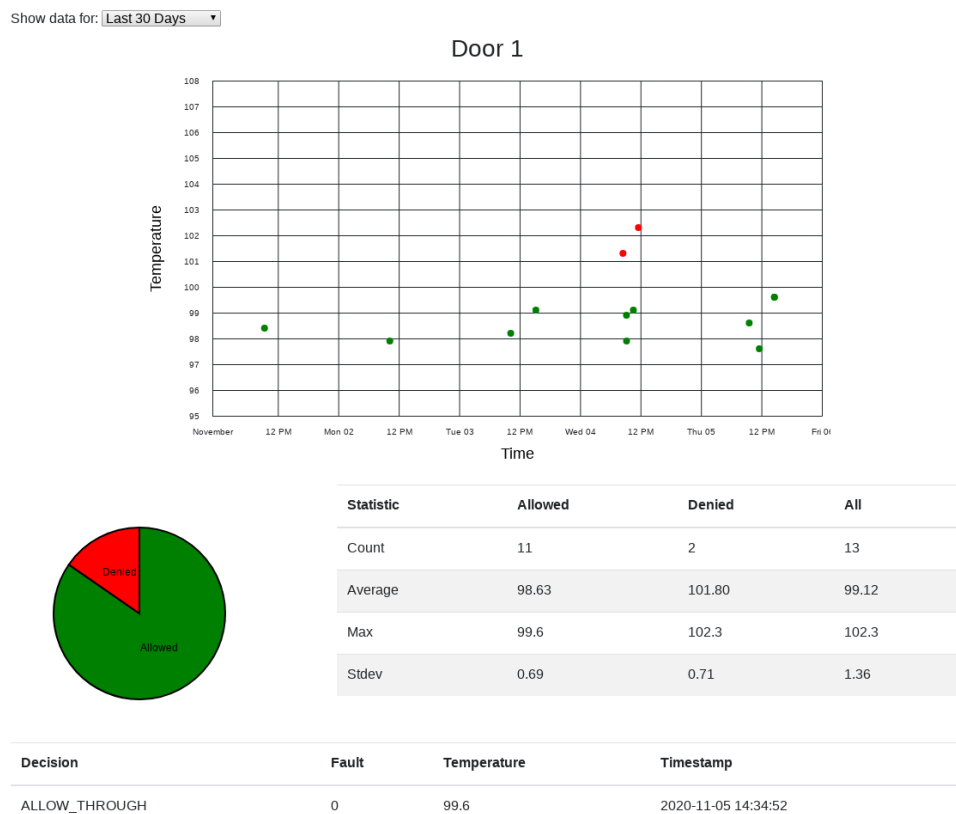 Show data for: Last 30 Days
Door 1
108
107
106
105
104
103
102
101
100
99
98
97
96
95
Temperature
November 12 PM Mon 02 12 PM Tue 03 12 PM Wed 04 12 PM Thu 05 12 PM Fri 0
Time
Statistic Allowed Denied All
Count 11 2 13
Average 98.63 101.80 99.12
Max 99.6 102.3 102.3
Stdev 0.69 0.71 1.36
Denied
Allowed
Decision Fault Temperature Timestamp
ALLOW_THROUGH 0 99.6 2020-11-05 14:34:52